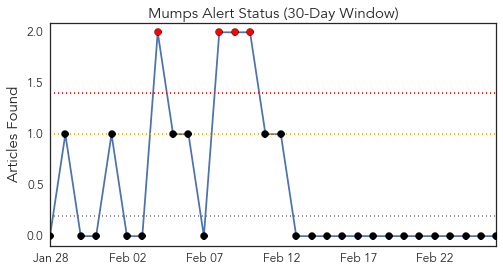 Mumps Alert Status (30-Day Window)
Articles Found
2.0
1.5
1.0
0.5
0.0
Jan 28 Feb 02 Feb 07 Feb 12 Feb 17 Feb 22